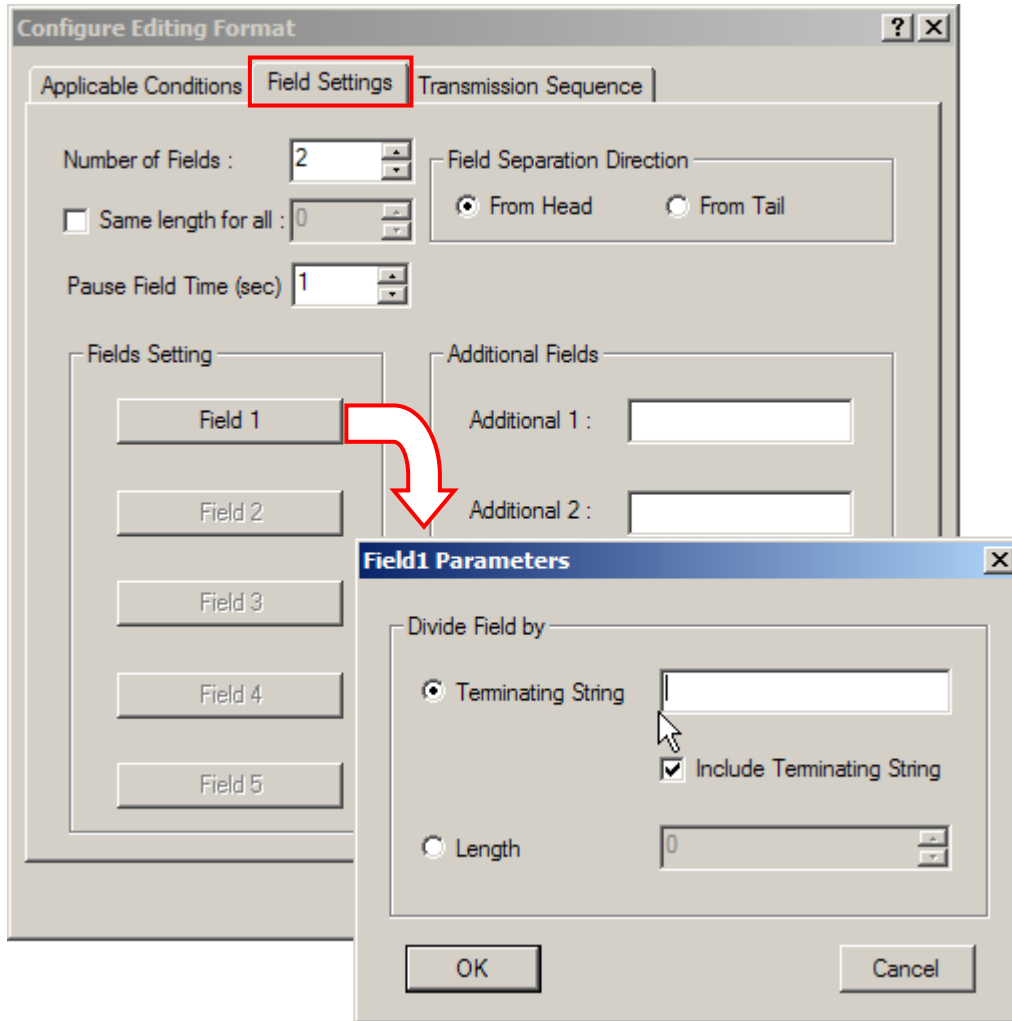 Configure Editing Format
Applicable Conditions Field Settings Transmission Sequence
Number of Fields : 2
Field Separation Direction
From Head From Tail
Same length for all : 0
Pause Field Time (sec) 1
Fields Setting
Additional Fields
Field 1
Additional 1 :
Field 2
Additional 2 :
Field 3
Field 4
Field 5
Field1 Parameters
Divide Field by
Terminating String
Include Terminating String
Length 0
OK Cancel